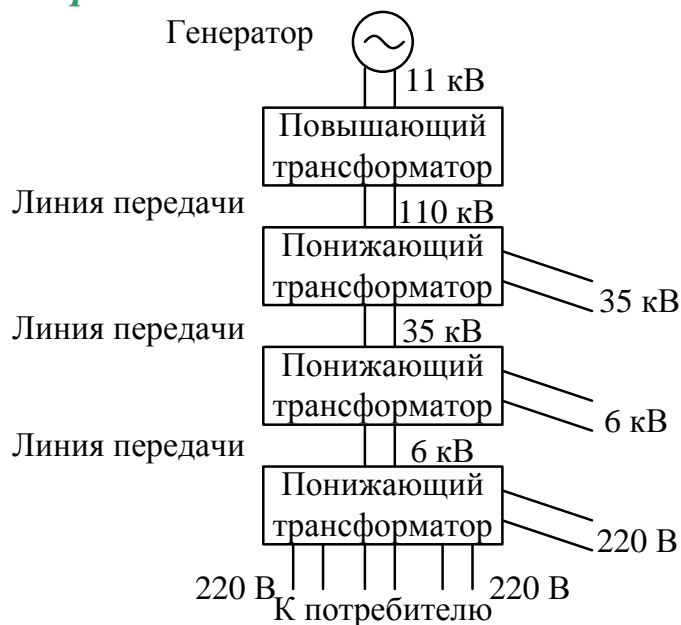 Генератор
11 кВ
Повышающий
трансформатор
Линия передачи
110 кВ
Понижающий
трансформатор
35 кВ
Линия передачи
35 кВ
Понижающий
трансформатор
6 кВ
Линия передачи
6 кВ
Понижающий
трансформатор
220 В
220 В
220 В
К потребителю